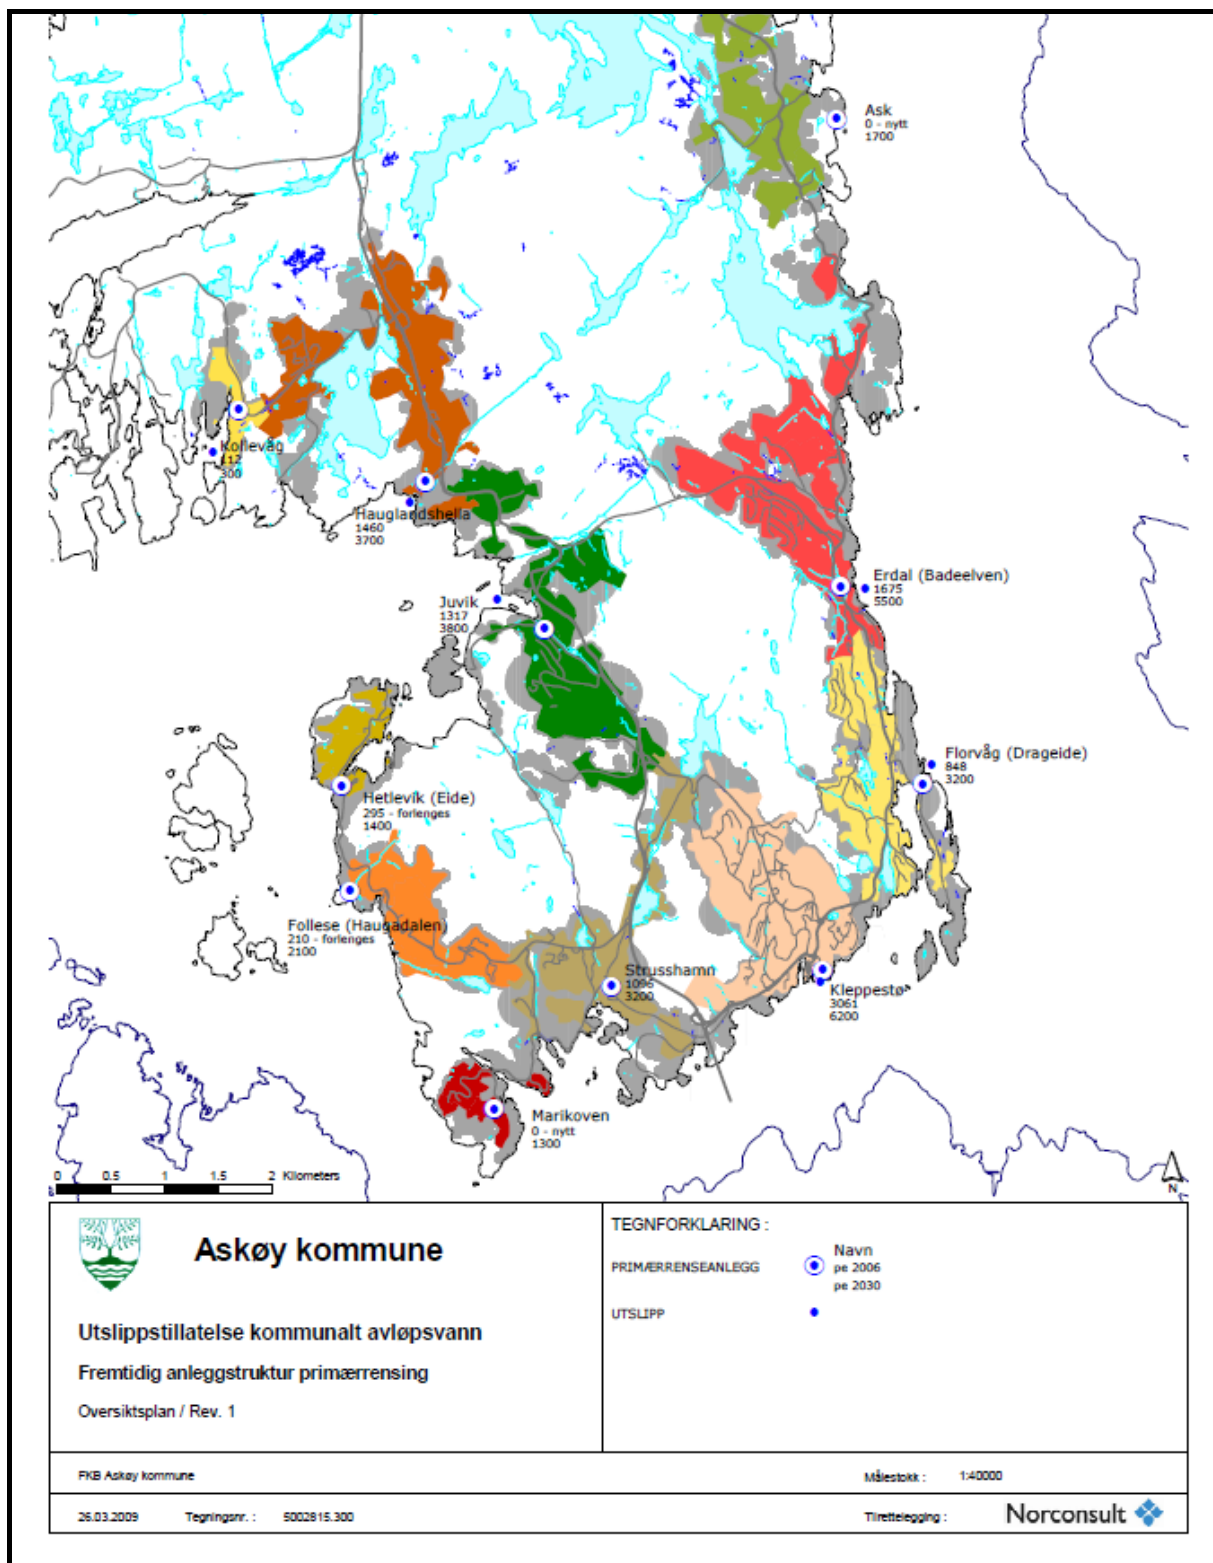 Ask
0 - nytt
1700
Kollevåg
112
300
Hauglandshella
1460
3700
Erdal (Badeelven)
1675
5500
Juvik
1317
3800
Florvåg (Drageide)
848
3200
Hetlevik (Eide)
295 - forlenges
1400
Follese (Haugadalen)
210 - forlenges
2100
Strusshamn
1096
3200
Kleppestø
3061
6200
Marikoven
0 - nytt
1300
0 0.5 1 1.5 2 Kilometers
N
Askøy kommune
Utslippstillatelse kommunalt avløpsvann
Fremtidig anleggstruktur primærrensing
Oversiktsplan / Rev. 1
TEGNFORKLARING :
PRIMÆRRENSEANLEGG
Navn
pe 2006
pe 2030
UTSLIPP
FKB Askøy kommune
Målestokk : 1:40000
26.03.2009 Tegningsnr. : 5002815.300
Tilrettelegging : Norconsult